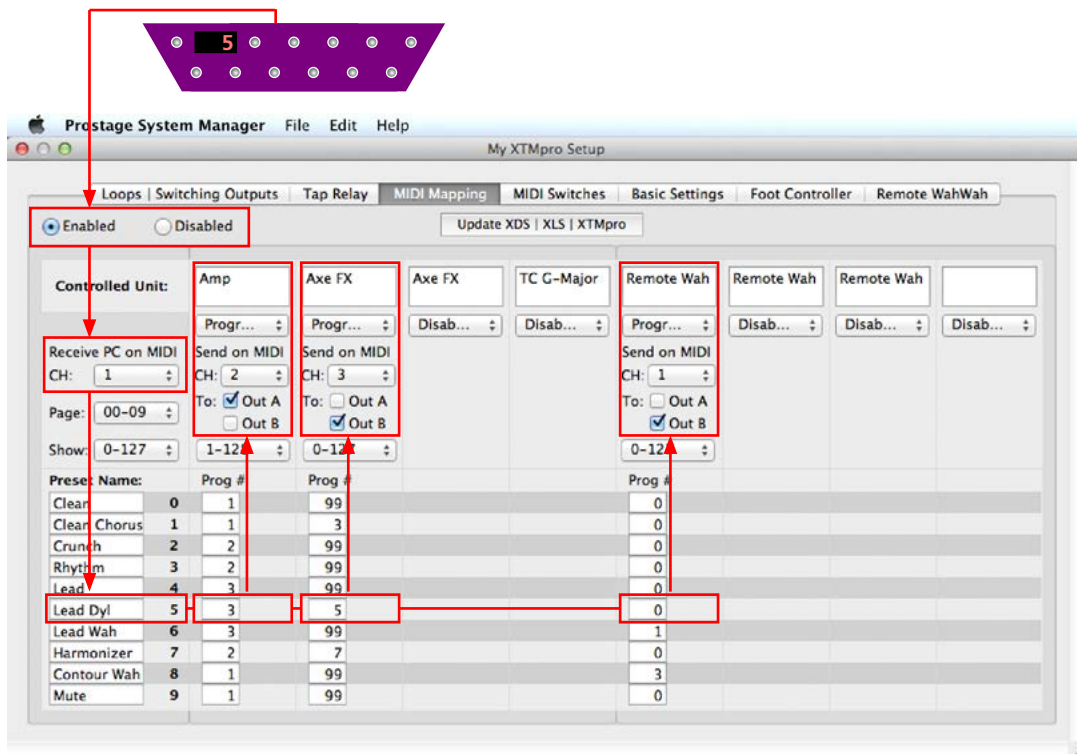 5
Prostage System Manager File Edit Help
My XTMpro Setup
Loops | Switching Outputs Tap Relay MIDI Mapping MIDI Switches Basic Settings Foot Controller Remote WahWah
Enabled Disabled Update XDS | XLS | XTMpro
Controlled Unit: Amp Axe FX Axe FX TC G-Major Remote Wah Remote Wah Remote Wah
Progr... Progr... Disab... Disab... Progr... Disab... Disab... Disab...
Receive PC on MIDI Send on MIDI Send on MIDI Send on MIDI
CH: 1 CH: 2 CH: 3 CH: 1
To: Out A To: Out A To: Out A
Page: 00-09 Out B Out B Out B
Show: 0-127 1-128 0-127 0-127
Preset Name: Prog # Prog # Prog #
Clean 0 1 99 0
Clean Chorus 1 1 3 0
Crunch 2 2 99 0
Rhythm 3 2 99 0
Lead 4 3 99 0
Lead Dyl 5 3 5 0
Lead Wah 6 3 99 1
Harmonizer 7 2 7 0
Contour Wah 8 1 99 3
Mute 9 1 99 0